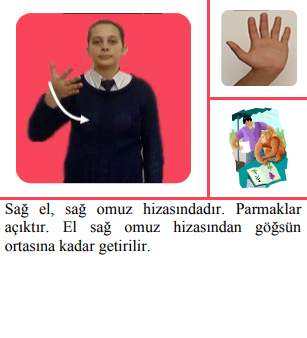 Sağ el, sağ omuz hizasındadır. Parmaklar
açıktır. El sağ omuz hizasından göğsün
ortasına kadar getirilir.